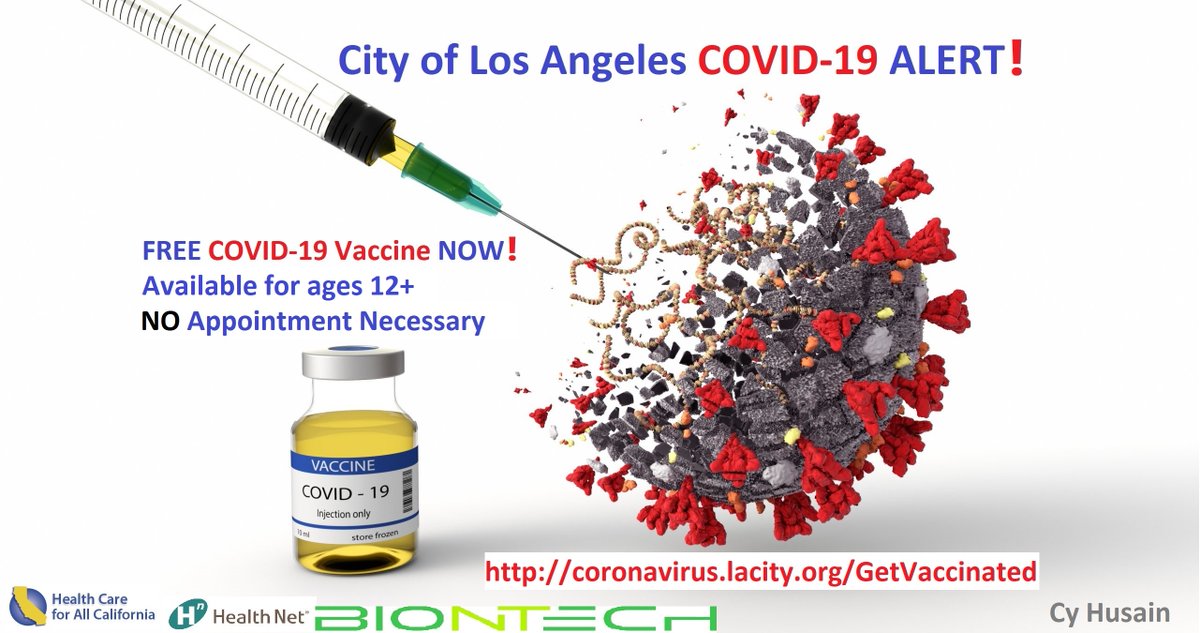 City of Los Angeles COVID-19 ALERT!
FREE COVID-19 Vaccine NOW!
Available for ages 12+
NO Appointment Necessary
VACCINE
COVID - 19
Injection only
10 ml
store frozen
http://coronavirus.lacity.org/GetVaccinated
Health Care
for All California
Hn Health Net™
BIONTECH
Cy Husain